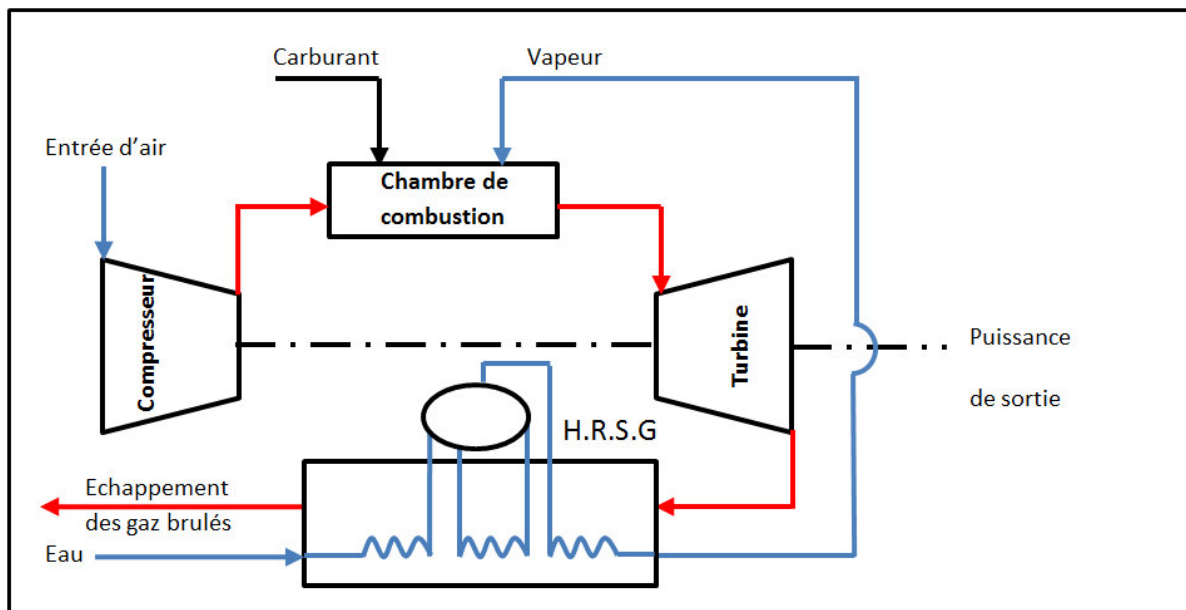 Carburant
Vapeur
Entrée d'air
Chambre de
combustion
Compresseur
Turbine
Puissance
de sortie
H.R.S.G
Echappement
des gaz brulés
Eau